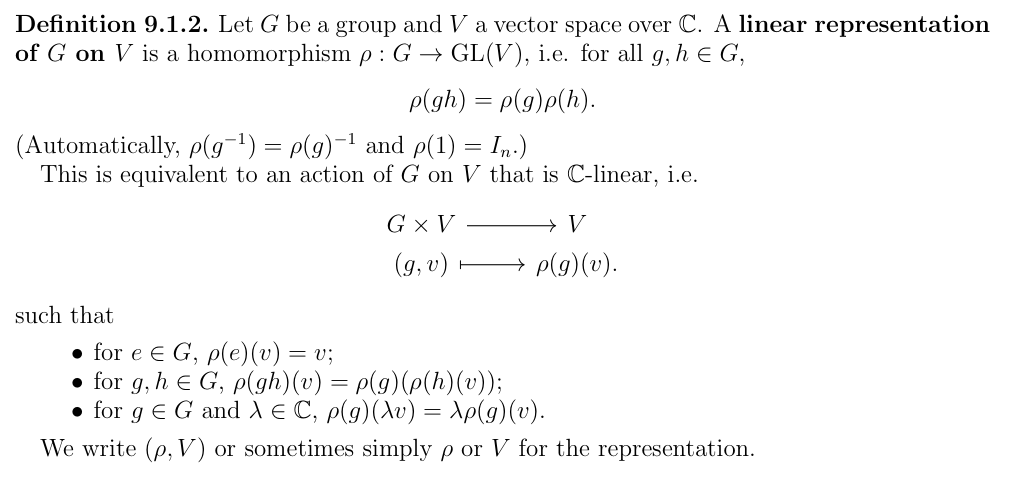 Definition 9.1.2. Let G be a group and V a vector space over ℂ. A linear representation
of G on V is a homomorphism ρ : G → GL(V), i.e. for all g, h ∈ G,
ρ(gh) = ρ(g)ρ(h).
(Automatically, ρ(g⁻¹) = ρ(g)⁻¹ and ρ(1) = Iₙ.)
This is equivalent to an action of G on V that is ℂ-linear, i.e.
G × V ⟶ V
(g, v) ⟼ ρ(g)(v).
such that
• for e ∈ G, ρ(e)(v) = v;
• for g, h ∈ G, ρ(gh)(v) = ρ(g)(ρ(h)(v));
• for g ∈ G and λ ∈ ℂ, ρ(g)(λv) = λρ(g)(v).
We write (ρ, V) or sometimes simply ρ or V for the representation.